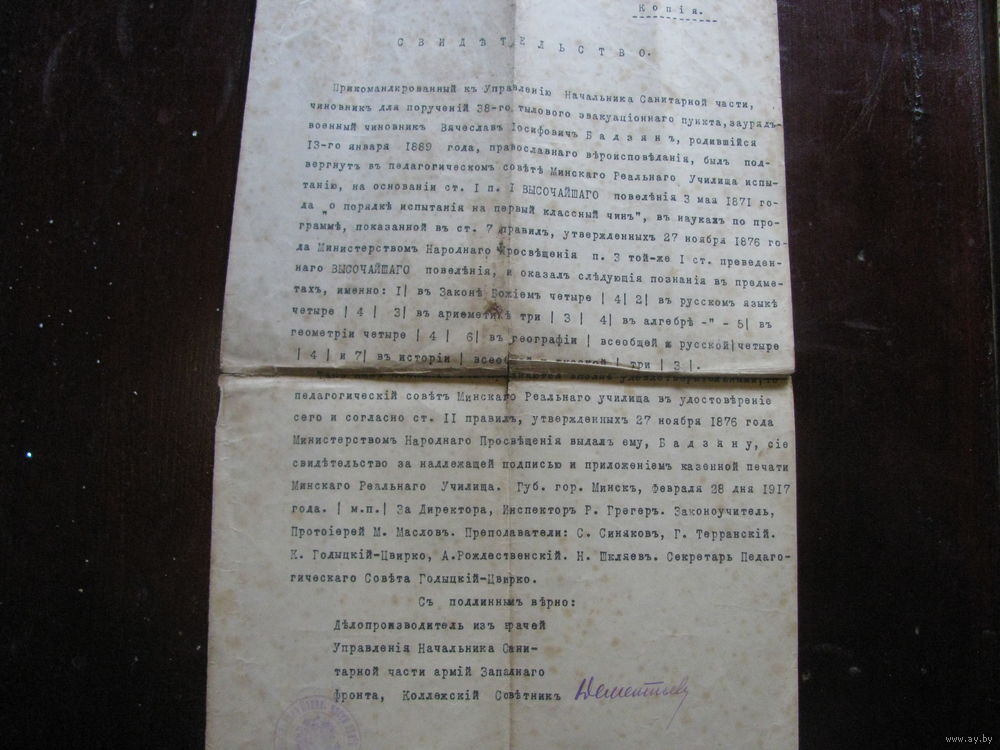 Копія.
СВИДѢТЕЛЬСТВО.
Прикомандированный къ Управленію Начальника Санитарной части,
чиновник для порученій 38-го тылового эвакуаціоннаго пункта, заурядъ-
военный чиновникъ Вячеславъ Іосифовичъ Бадзянъ, родившійся
13-го января 1889 года, православнаго вѣроисповѣданія, былъ под-
вергнут въ педагогическомъ совѣтѣ Минскаго Реальнаго Училища испы-
танію, на основаніи ст. I п. I ВЫСОЧАЙШАГО повелѣнія 3 мая 1871 го-
да "о порядкѣ испытанія на первый классный чинъ", въ наукахъ по про-
граммѣ, показанной въ ст. 7 правилъ, утвержденныхъ 27 ноября 1876 го-
да Министерствомъ Народнаго Просвѣщенія п. 3 той-же I ст. преведен-
наго ВЫСОЧАЙШАГО повелѣнія, и оказалъ слѣдующія познанія въ предме-
тахъ, именно: I| въ Законѣ Божіемъ четыре |4| 2| въ русскомъ языкѣ
четыре |4| 3| въ ариѳметикѣ три |3| 4| въ алгебрѣ -"- 5| въ
геометріи четыре |4| 6| въ географіи |всеобщей и русской| четыре
|4| и 7| въ исторіи | и русской | три |3|.
педагогическій совѣтъ Минскаго Реальнаго училища въ удостовѣреніе
сего и согласно ст. II правилъ, утвержденныхъ 27 ноября 1876 года
Министерствомъ Народнаго Просвѣщенія выдалъ ему, Бадзяну, сіе
свидѣтельство за надлежащей подписью и приложеніемъ казенной печати
Минскаго Реальнаго Училища. Губ. гор. Минскъ, февраля 28 дня 1917
года. |м.п.| За Директора, Инспекторъ Р. Грегеръ. Законоучитель,
Протоіерей М. Масловъ. Преподаватели: С. Синяковъ, Г. Терранскій.
К. Голыцкій-Цвирко, А.Рождественскій. Н. Шкляевъ. Секретарь Педаго-
гическаго Совѣта Голыцкій-Цвирко.
Съ подлиннымъ вѣрно:
Дѣлопроизводитель изъ врачей
Управленія Начальника Сани-
тарной части армій Западнаго
фронта, Коллежскій Совѣтникъ Дементьевъ
www.ay.by